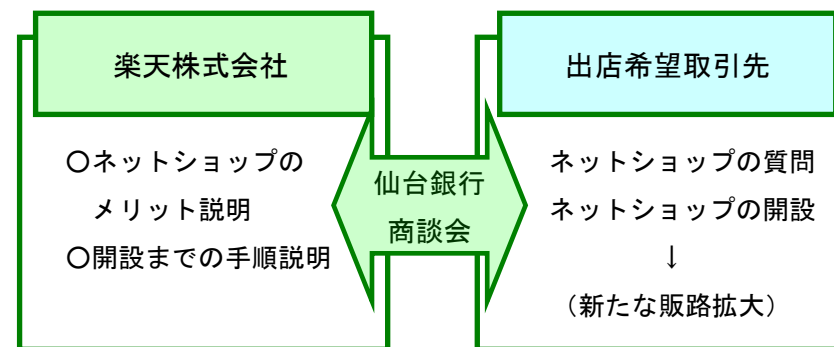 楽天株式会社
〇ネットショップの
メリット説明
〇開設までの手順説明
仙台銀行
商談会
出店希望取引先
ネットショップの質問
ネットショップの開設
↓
（新たな販路拡大）